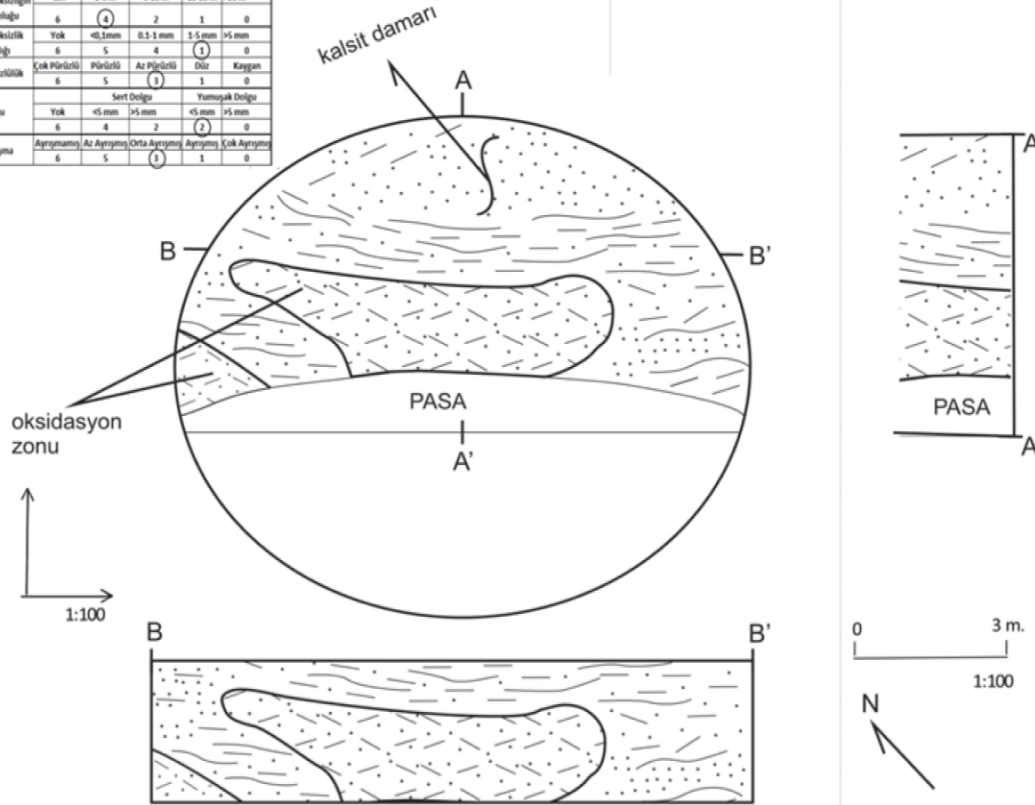 6 4 2 1 0
Yok <0,1mm 0.1-1 mm 1-5 mm >5 mm
6 5 4 1 0
Çok Pürüzlü Pürüzlü Az Pürüzlü Düz Kaygan
6 5 3 1 0
Sert Dolgu Yumuşak Dolgu
Yok <5 mm >5 mm <5 mm >5 mm
6 4 2 2 0
Ayrışmamış Az Ayrışmış Orta Ayrışmış Ayrışmış Çok Ayrışmış
6 5 3 1 0
kalsit damarı
A
A
B
B'
PASA
PASA
oksidasyon
zonu
A'
A
1:100
B
B'
0
3 m.
1:100
N